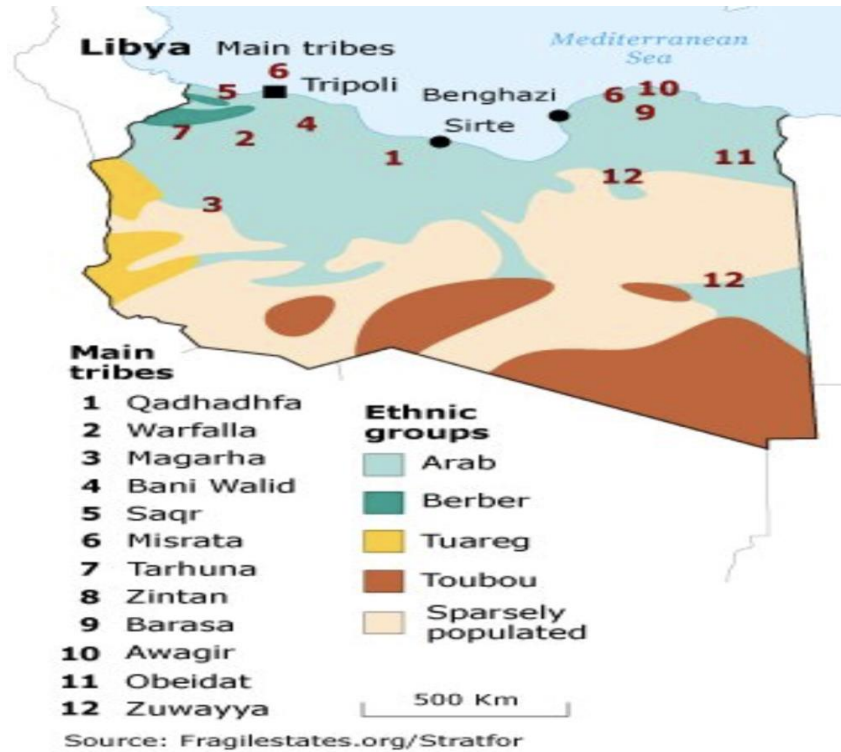 Libya Main tribes
Mediterranean
Sea
6
Tripoli
5
Benghazi
6
10
9
Sirte
7
2
4
1
11
12
3
12
Main
tribes
1 Qadhadhfa
2 Warfalla
3 Magarha
4 Bani Walid
5 Saqr
6 Misrata
7 Tarhuna
8 Zintan
9 Barasa
10 Awagir
11 Obeidat
12 Zuwayya
Ethnic
groups
Arab
Berber
Tuareg
Toubou
Sparsely
populated
500 Km
Source: Fragilestates.org/Stratfor